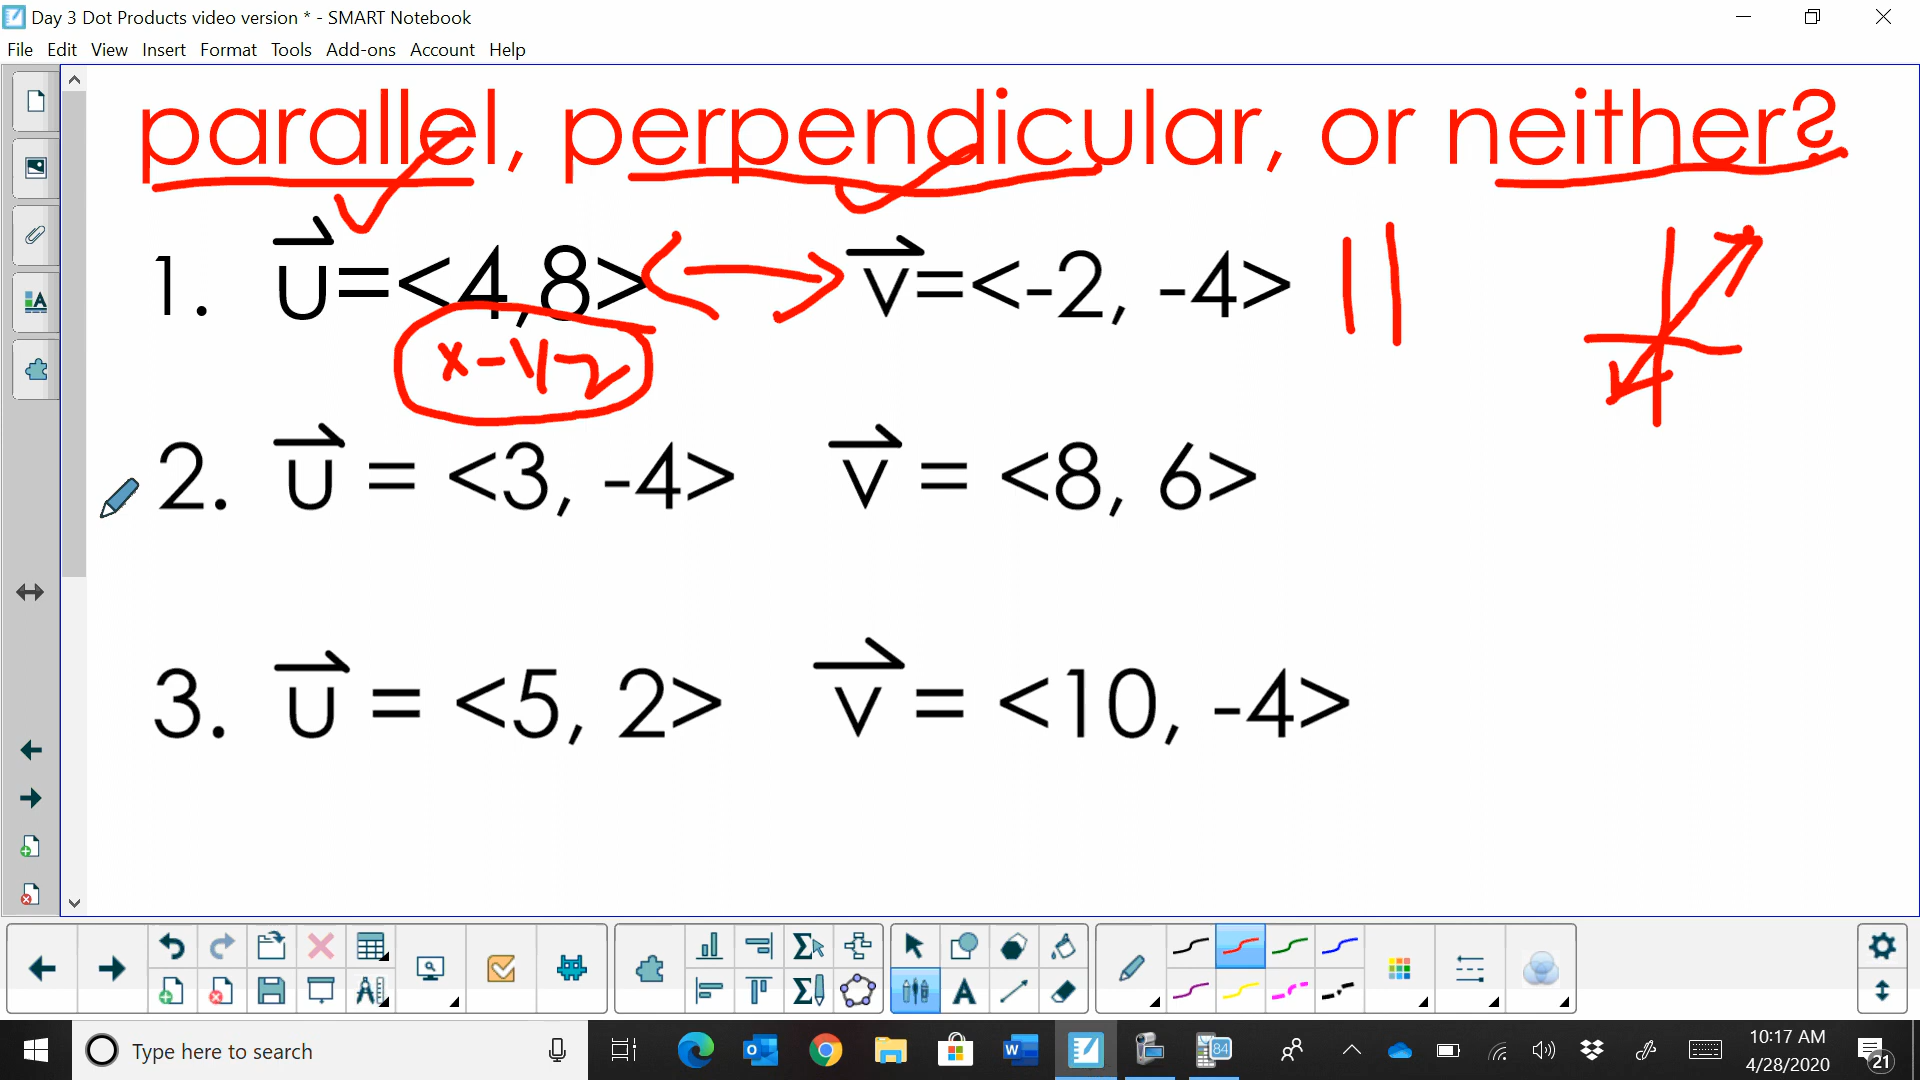 Day 3 Dot Products video version * - SMART Notebook
File Edit View Insert Format Tools Add-ons Account Help
parallel, perpendicular, or neither?
1. u=<4,8> v=<-2, -4> ||
x-1/2
2. u = <3, -4> v = <8, 6>
3. u = <5, 2> v = <10, -4>
Type here to search
84
10:17 AM
4/28/2020
21